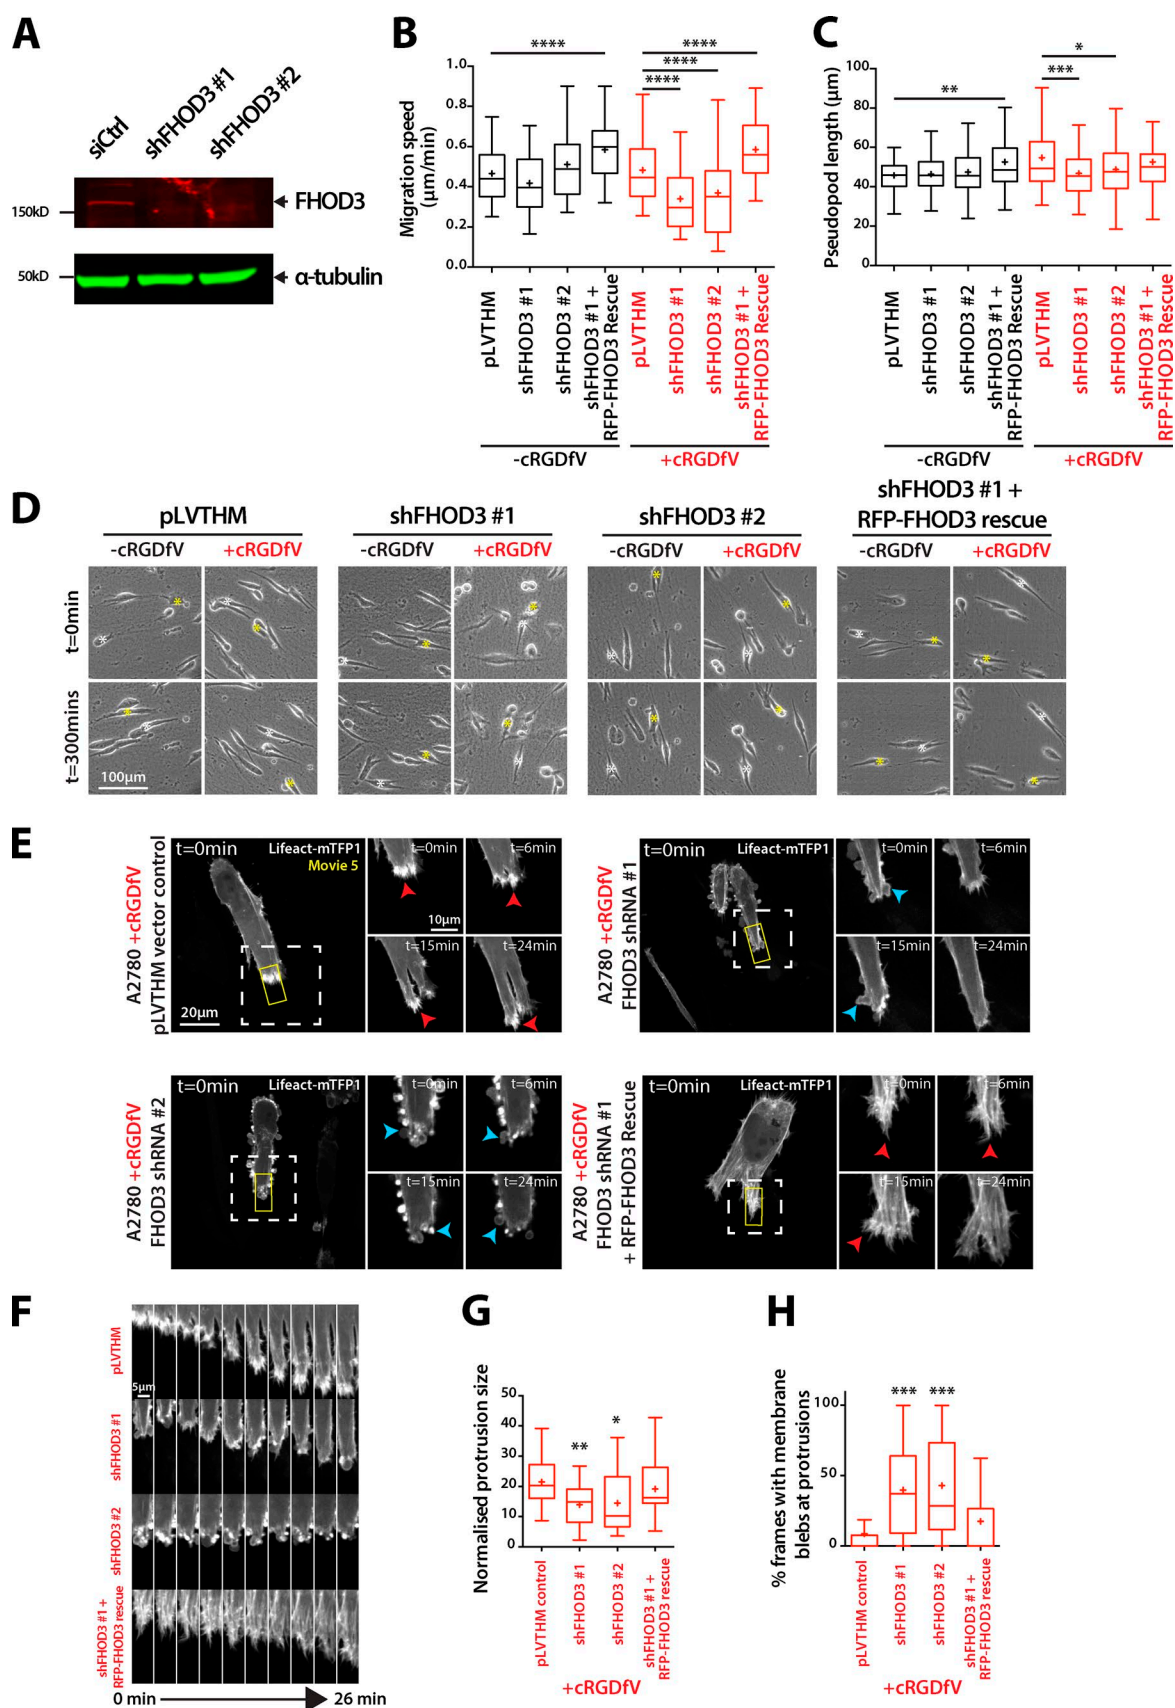 A
siCtrl
shFHOD3 #1
shFHOD3 #2
150kD
FHOD3
50kD
α-tubulin
B
Migration speed
(µm/min)
1.0
0.8
0.6
0.4
0.2
0.0
****
****
****
****
pLVTHM
shFHOD3 #1
shFHOD3 #2
shFHOD3 #1 +
RFP-FHOD3 Rescue
pLVTHM
shFHOD3 #1
shFHOD3 #2
shFHOD3 #1 +
RFP-FHOD3 Rescue
-cRGDfV
+cRGDfV
C
Pseudopod length (µm)
100
80
60
40
20
0
**
***
*
pLVTHM
shFHOD3 #1
shFHOD3 #2
shFHOD3 #1 +
RFP-FHOD3 Rescue
pLVTHM
shFHOD3 #1
shFHOD3 #2
shFHOD3 #1 +
RFP-FHOD3 Rescue
-cRGDfV
+cRGDfV
D
pLVTHM
shFHOD3 #1
shFHOD3 #2
shFHOD3 #1 +
RFP-FHOD3 rescue
-cRGDfV
+cRGDfV
-cRGDfV
+cRGDfV
-cRGDfV
+cRGDfV
-cRGDfV
+cRGDfV
t=0min
t=300mins
100µm
E
A2780 +cRGDfV
pLVTHM vector control
t=0min
Lifeact-mTFP1
Movie 5
20µm
t=0min
t=6min
10µm
t=15min
t=24min
A2780 +cRGDfV
FHOD3 shRNA #1
t=0min
Lifeact-mTFP1
t=0min
t=6min
t=15min
t=24min
A2780 +cRGDfV
FHOD3 shRNA #2
t=0min
Lifeact-mTFP1
t=0min
t=6min
t=15min
t=24min
A2780 +cRGDfV
FHOD3 shRNA #1
+ RFP-FHOD3 Rescue
t=0min
Lifeact-mTFP1
t=0min
t=6min
t=15min
t=24min
F
pLVTHM
5µm
shFHOD3 #1
shFHOD3 #2
shFHOD3 #1 +
RFP-FHOD3 rescue
0 min
26 min
G
Normalised protrusion size
50
40
30
20
10
0
**
*
pLVTHM control
shFHOD3 #1
shFHOD3 #2
shFHOD3 #1 +
RFP-FHOD3 rescue
+cRGDfV
H
% frames with membrane
blebs at protrusions
100
50
0
***
***
pLVTHM control
shFHOD3 #1
shFHOD3 #2
shFHOD3 #1 +
RFP-FHOD3 rescue
+cRGDfV